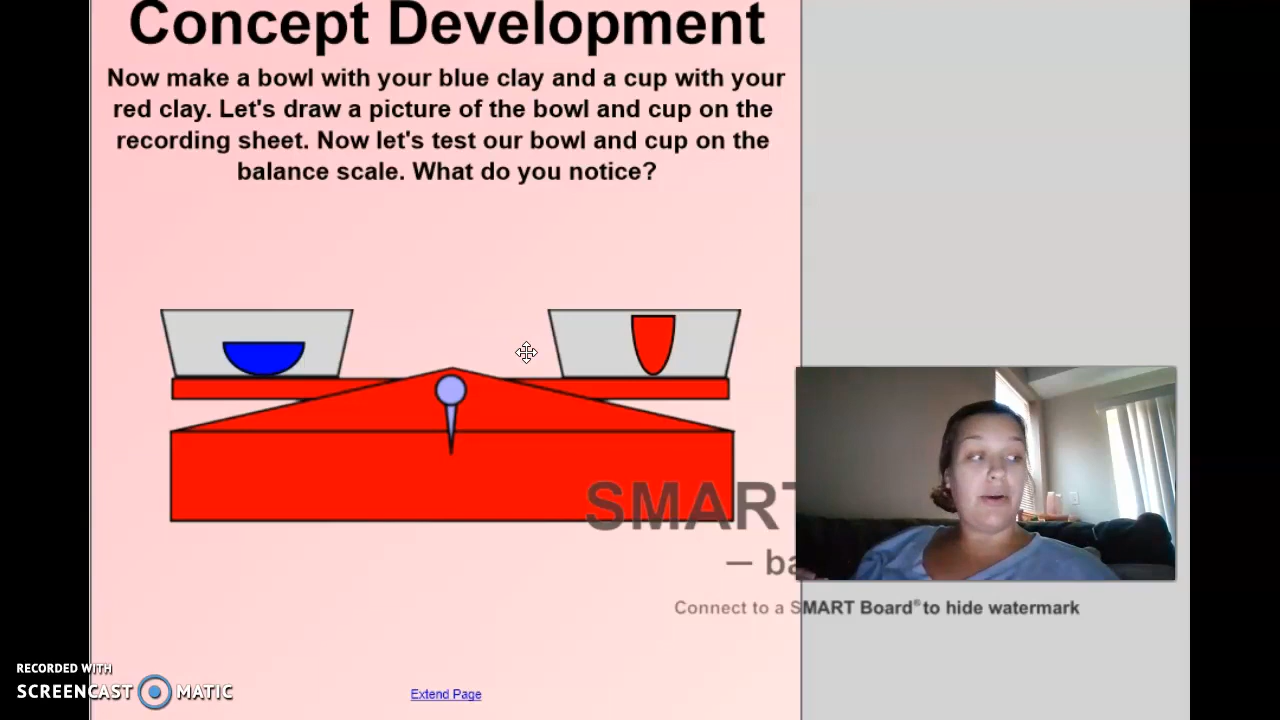 Concept Development
Now make a bowl with your blue clay and a cup with your
red clay. Let's draw a picture of the bowl and cup on the
recording sheet. Now let's test our bowl and cup on the
balance scale. What do you notice?
SMART
— ba
Connect to a SMART Board® to hide watermark
RECORDED WITH
SCREENCAST MATIC
Extend Page